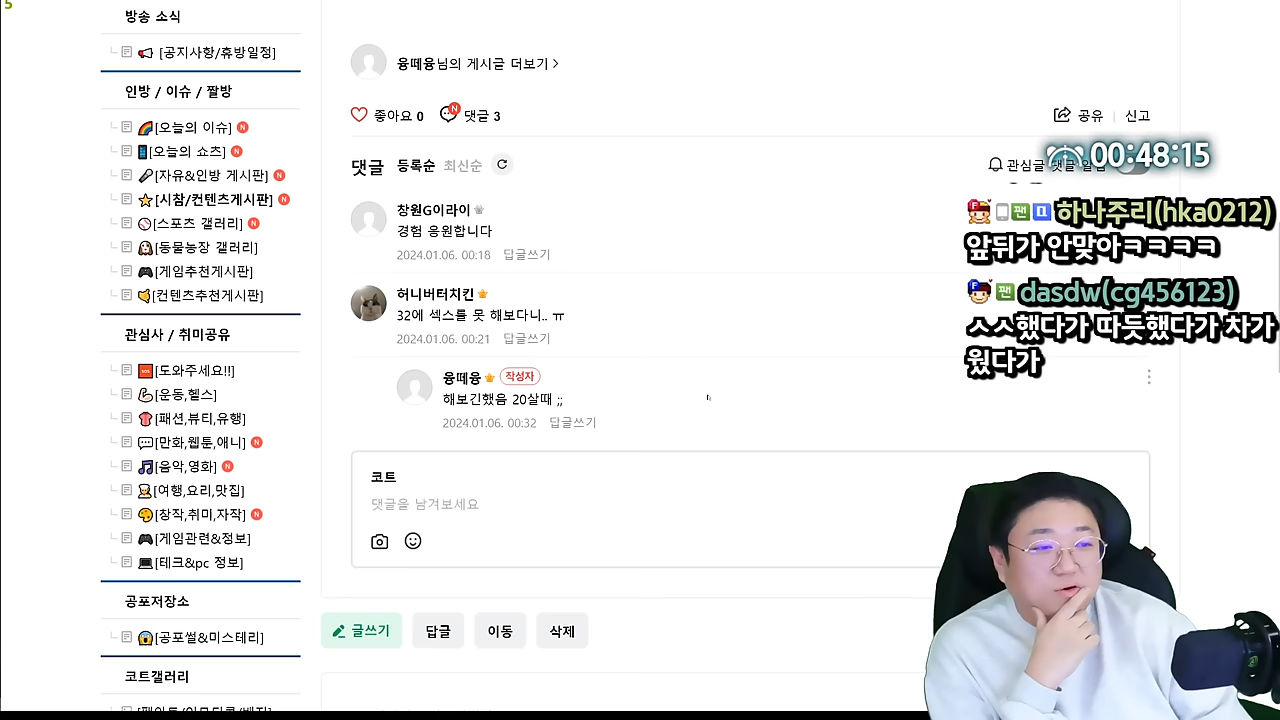 5
방송 소식
[공지사항/휴방일정]
인방 / 이슈 / 짤방
[오늘의 이슈] N
[오늘의 쇼츠] N
[자유&인방 게시판] N
[시참/컨텐츠게시판] N
[스포츠 갤러리] N
[동물농장 갤러리]
[게임추천게시판]
[컨텐츠추천게시판]
관심사 / 취미공유
[도와주세요!!]
[운동,헬스]
[패션,뷰티,유행]
[만화,웹툰,애니] N
[음악,영화] N
[여행,요리,맛집]
[창작,취미,자작] N
[게임관련&정보]
[테크&pc 정보]
공포저장소
[공포썰&미스테리]
코트갤러리
융떼융님의 게시글 더보기 >
좋아요 0 N 댓글 3
공유 신고
댓글 등록순 최신순
관심글 댓글 알림
창원G이라이
경험 응원합니다
2024.01.06. 00:18 답글쓰기
허니버터치킨
32에 섹스를 못 해보다니.. ㅠ
2024.01.06. 00:21 답글쓰기
융떼융 작성자
해보긴했음 20살때 ;;
2024.01.06. 00:32 답글쓰기
코트
댓글을 남겨보세요
글쓰기 답글 이동 삭제
00:48:15
팬 하나주리(hka0212)
앞뒤가 안맞아ㅋㅋㅋㅋ
팬 dasdw(cg456123)
ㅅㅅ했다가 따듯했다가 차가
웠다가